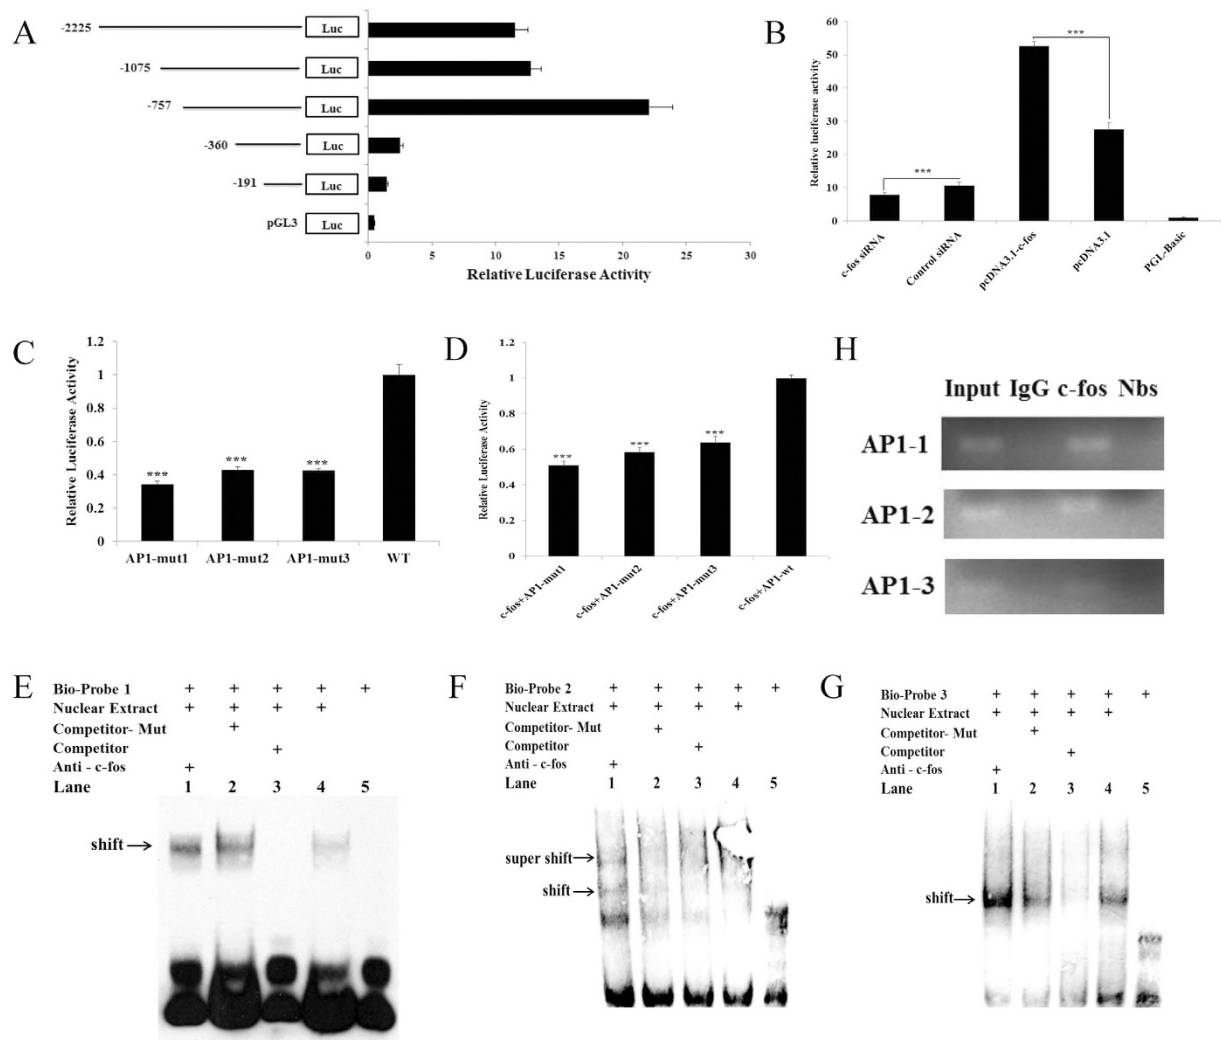 A
-2225 Luc
-1075 Luc
-757 Luc
-360 Luc
-191 Luc
pGL3 Luc
0 5 10 15 20 25 30
Relative Luciferase Activity
B
Relative luciferase activity
60
50
40
30
20
10
0
***
***
c-fos siRNA
Control siRNA
pcDNA3.1-c-fos
pcDNA3.1
PGL-Basic
C
Relative Luciferase Activity
1.2
1
0.8
0.6
0.4
0.2
0
*** *** ***
AP1-mut1 AP1-mut2 AP1-mut3 WT
D
Relative Luciferase Activity
1.2
1
0.8
0.6
0.4
0.2
0
*** *** ***
c-fos+AP1-mut1
c-fos+AP1-mut2
c-fos+AP1-mut3
c-fos+AP1-wt
H
Input IgG c-fos Nbs
AP1-1
AP1-2
AP1-3
E
Bio-Probe 1 + + + + +
Nuclear Extract + + + +
Competitor- Mut +
Competitor +
Anti - c-fos +
Lane 1 2 3 4 5
shift
F
Bio-Probe 2 + + + + +
Nuclear Extract + + + +
Competitor- Mut +
Competitor +
Anti - c-fos +
Lane 1 2 3 4 5
super shift
shift
G
Bio-Probe 3 + + + + +
Nuclear Extract + + + +
Competitor- Mut +
Competitor +
Anti - c-fos +
Lane 1 2 3 4 5
shift